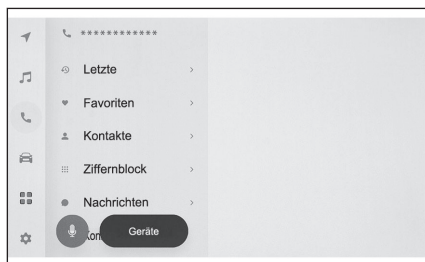 ************
Letzte
Favoriten
Kontakte
Ziffernblock
Nachrichten
Geräte